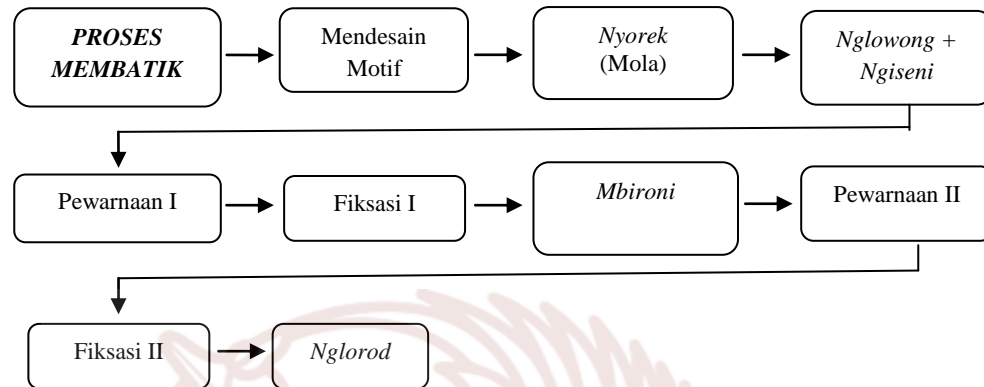 PROSES
MEMBATIK
Mendesain
Motif
Nyorek
(Mola)
Nglowong +
Ngiseni
Pewarnaan I
Fiksasi I
Mbironi
Pewarnaan II
Fiksasi II
Nglorod